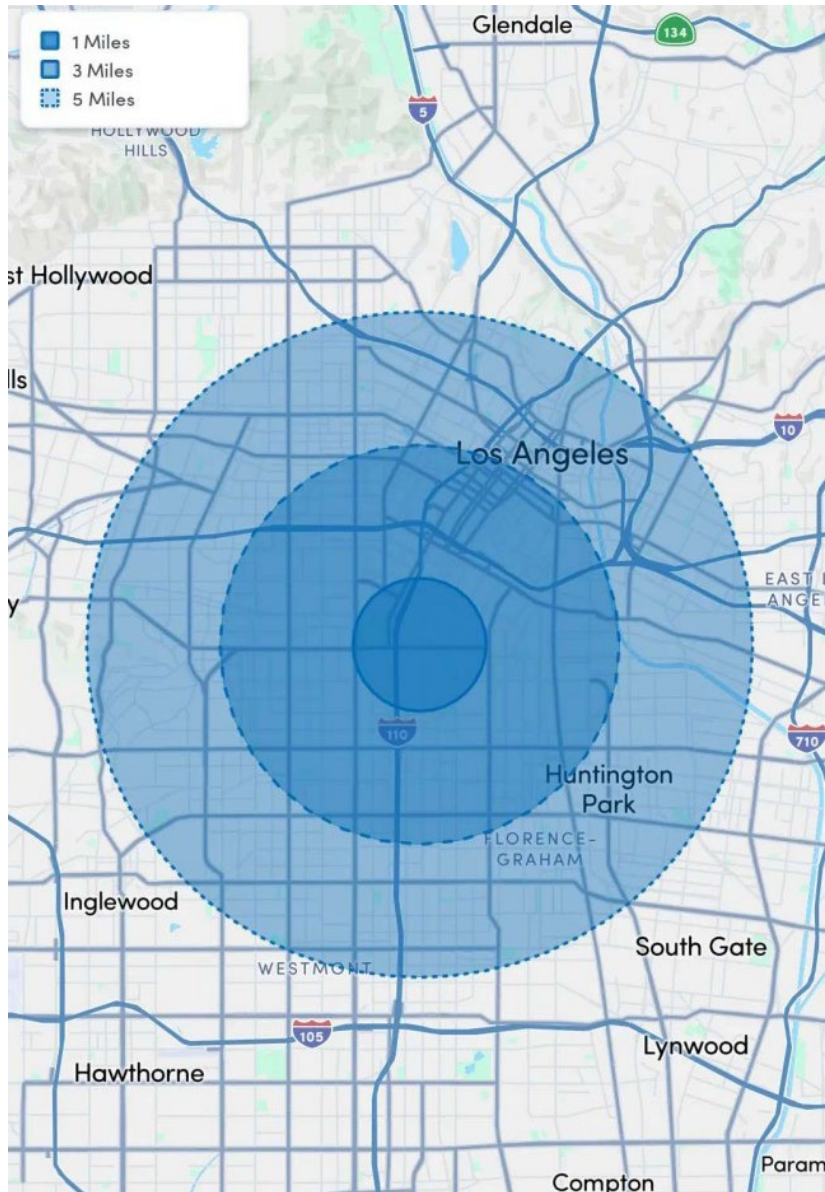 1 Miles
3 Miles
5 Miles
Glendale
134
5
HOLLYWOOD
HILLS
st Hollywood
lls
10
Los Angeles
EAST L
ANGE
y
110
710
Huntington
Park
FLORENCE-
GRAHAM
Inglewood
South Gate
WESTMONT
105
Lynwood
Hawthorne
Compton
Param